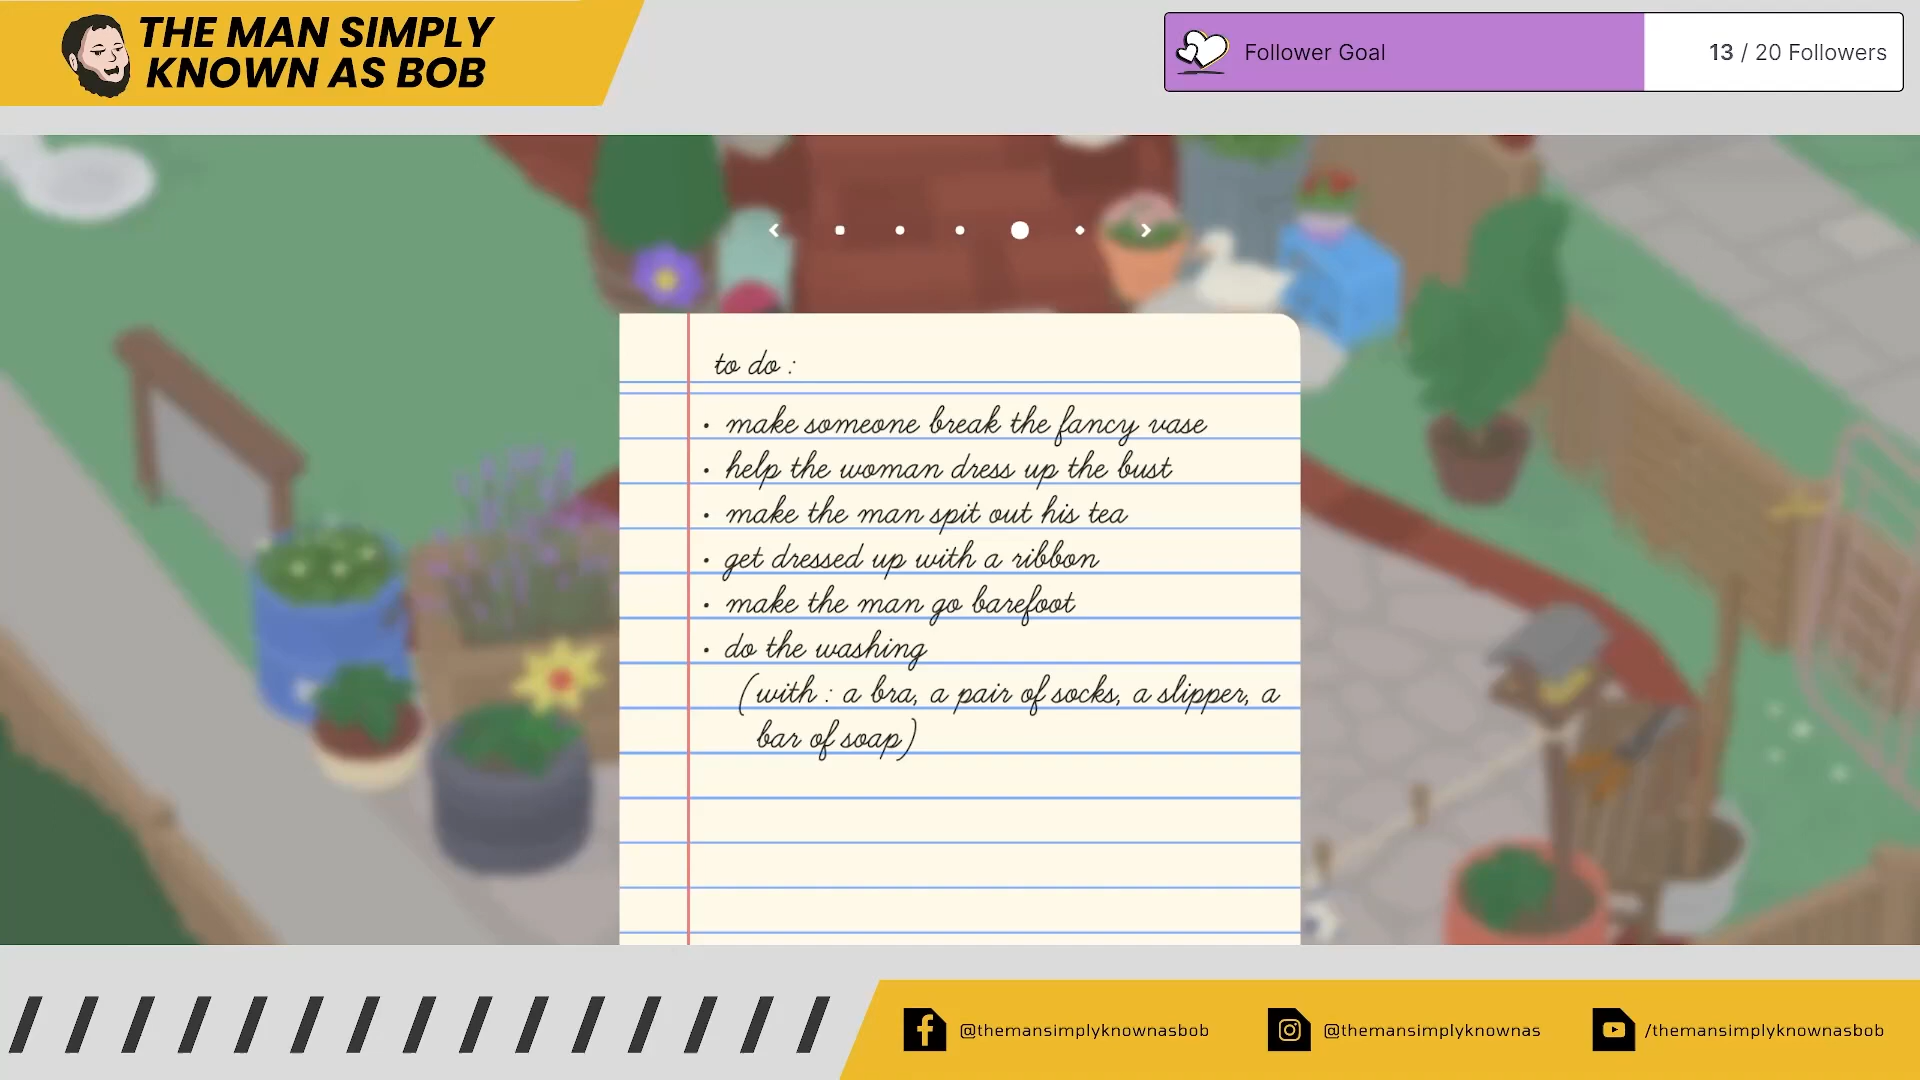 THE MAN SIMPLY
KNOWN AS BOB
Follower Goal
13 / 20 Followers
to do :
• make someone break the fancy vase
• help the woman dress up the bust
• make the man spit out his tea
• get dressed up with a ribbon
• make the man go barefoot
• do the washing
(with : a bra, a pair of socks, a slipper, a
bar of soap)
@themansimplyknownasbob
@themansimplyknownas
/themansimplyknownasbob